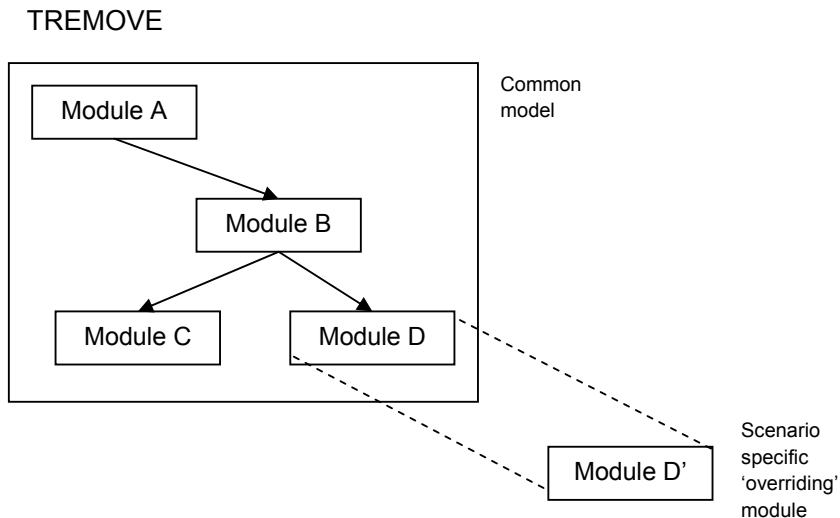 TREMOVE
Common
model
Module A
Module B
Module C
Module D
Module D’
Scenario
specific
‘overriding’
module